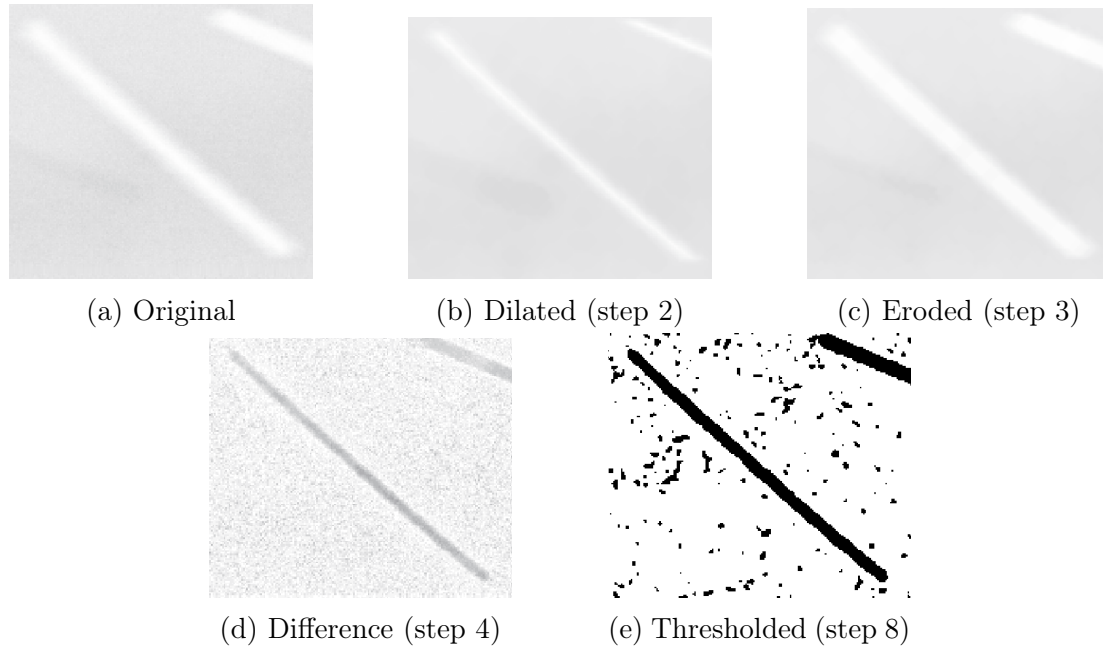 (a) Original
(b) Dilated (step 2)
(c) Eroded (step 3)
(d) Difference (step 4)
(e) Thresholded (step 8)